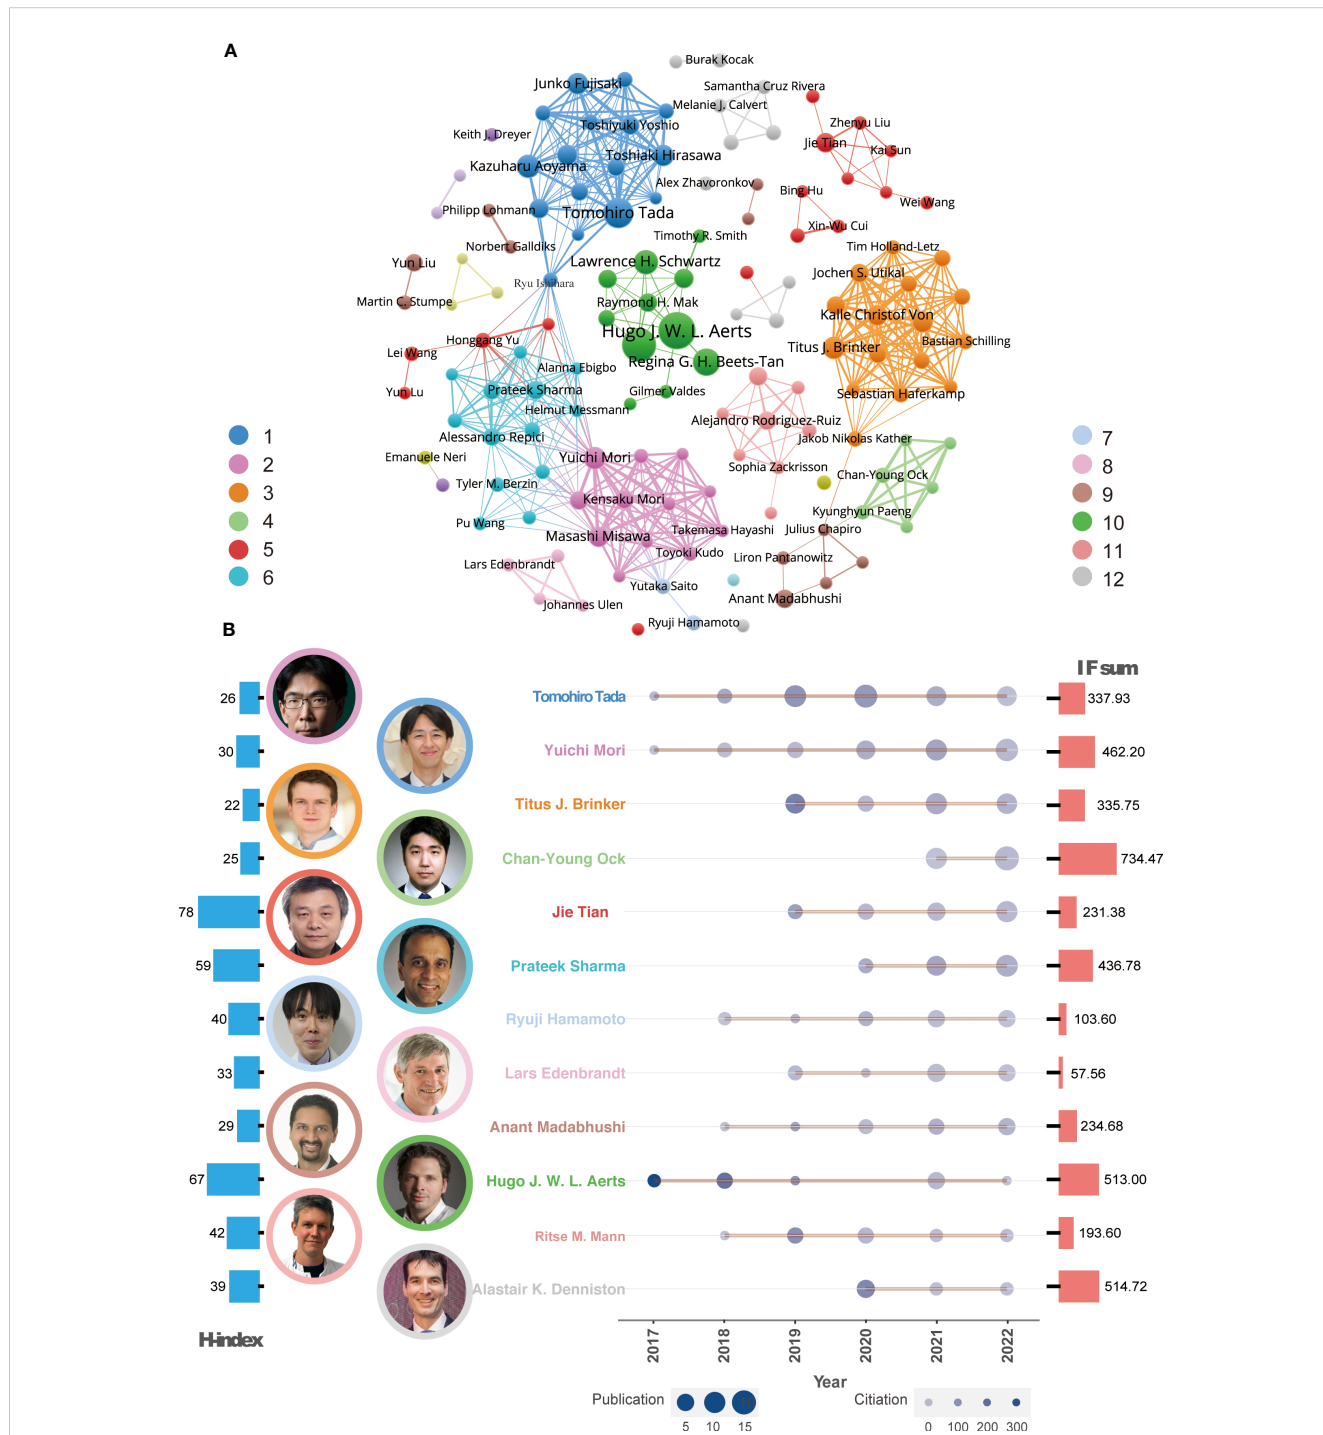 A
Burak Kocak
Junko Fujisaki
Samantha Cruz Rivera
Melanie J. Calvert
Zhenyu Liu
Toshiyuki Yoshio
Keith J. Dreyer
Jie Tian
Kai Sun
Toshiaki Hirasawa
Kazuharu Aoyama
Alex Zhavoronkov
Bing Hu
Wei Wang
Philipp Lohmann
Tomohiro Tada
Xin-Wu Cui
Timothy R. Smith
Norbert Galldiks
Tim Holland-Letz
Yun Liu
Lawrence H. Schwartz
Jochen S. Utikal
Ryu Ishihara
Martin C. Stumpe
Raymond H. Mak
Kalle Christof Von
Hugo J. W. L. Aerts
Honggang Yu
Bastian Schilling
Titus J. Brinker
Lei Wang
Regina G. H. Beets-Tan
Alanna Ebigbo
Yun Lu
Prateek Sharma
Gilmer Valdes
Sebastian Haferkamp
Helmut Messmann
Alejandro Rodriguez-Ruiz
Alessandro Repici
Jakob Nikolas Kather
Emanuele Neri
Yuichi Mori
Sophia Zackrisson
Chan-Young Ock
Tyler M. Berzin
Kensaku Mori
Kyunghyun Paeng
Pu Wang
Takemasa Hayashi
Julius Chapiro
Masashi Misawa
Toyoki Kudo
Liron Pantanowitz
Lars Edenbrandt
Yutaka Saito
Anant Madabhushi
Johannes Ulen
Ryuji Hamamoto
1
2
3
4
5
6
7
8
9
10
11
12
B
IF sum
26
Tomohiro Tada
337.93
30
Yuichi Mori
462.20
22
Titus J. Brinker
335.75
25
Chan-Young Ock
734.47
78
Jie Tian
231.38
59
Prateek Sharma
436.78
40
Ryuji Hamamoto
103.60
33
Lars Edenbrandt
57.56
29
Anant Madabhushi
234.68
67
Hugo J. W. L. Aerts
513.00
42
Ritse M. Mann
193.60
39
Alastair K. Denniston
514.72
H-index
2017
2018
2019
2020
2021
2022
Year
Publication
5
10
15
Citiation
0
100
200
300